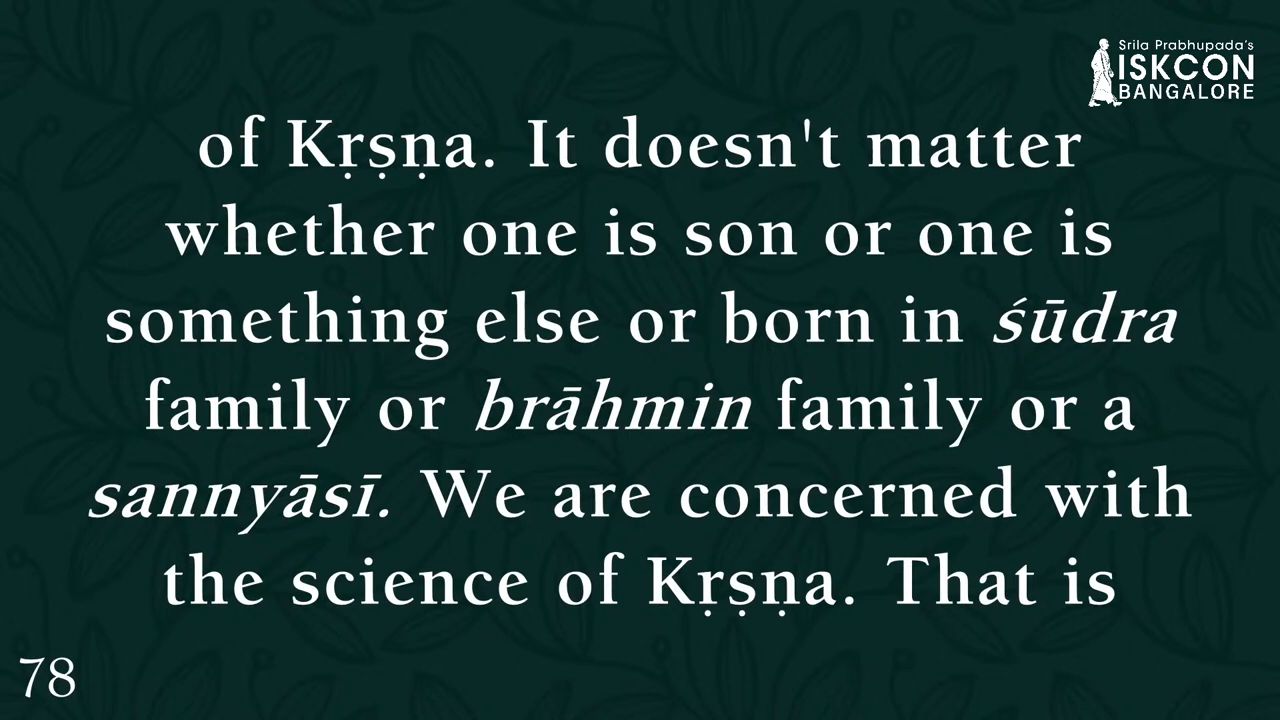 Srila Prabhupada's
ISKCON
BANGALORE
of Kṛṣṇa. It doesn't matter
whether one is son or one is
something else or born in śūdra
family or brāhmin family or a
sannyāsī. We are concerned with
the science of Kṛṣṇa. That is
78